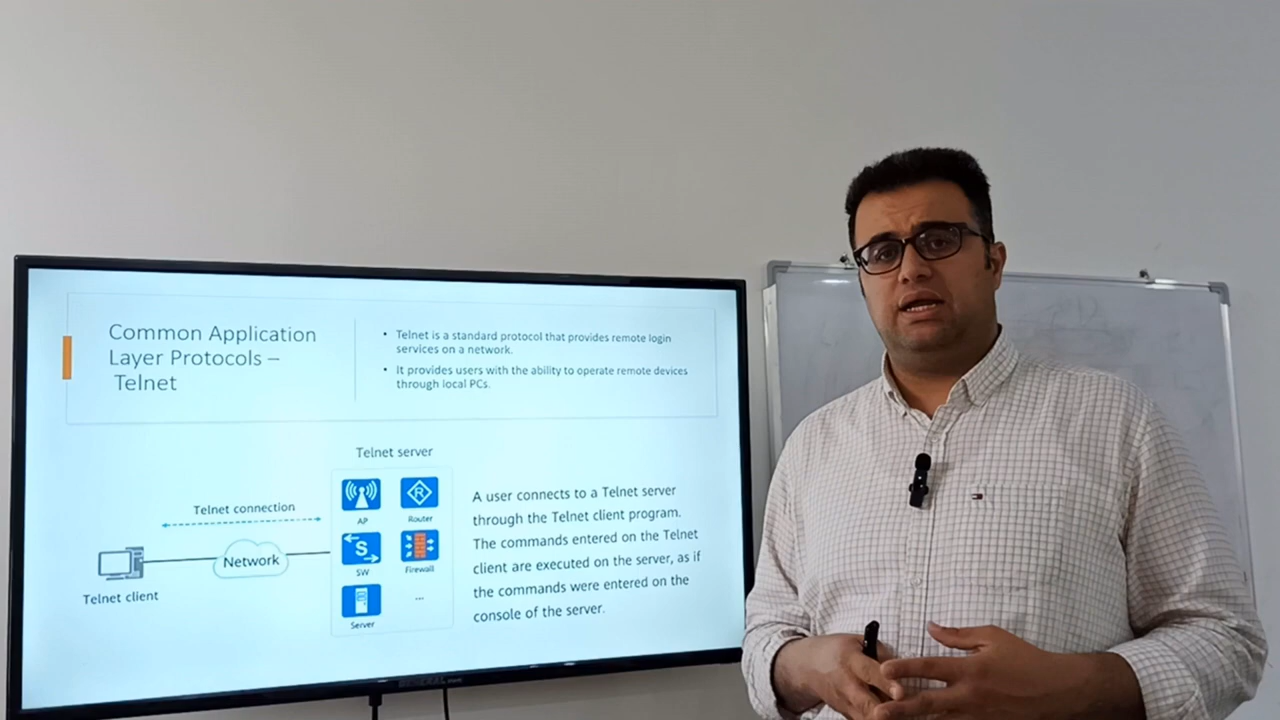 Common Application
Layer Protocols –
Telnet
• Telnet is a standard protocol that provides remote login
services on a network.
• It provides users with the ability to operate remote devices
through local PCs.
Telnet server
Telnet connection
AP
R
Router
Network
S
SW
Firewall
Telnet client
Server
...
A user connects to a Telnet server
through the Telnet client program.
The commands entered on the Telnet
client are executed on the server, as if
the commands were entered on the
console of the server.
GENERAL